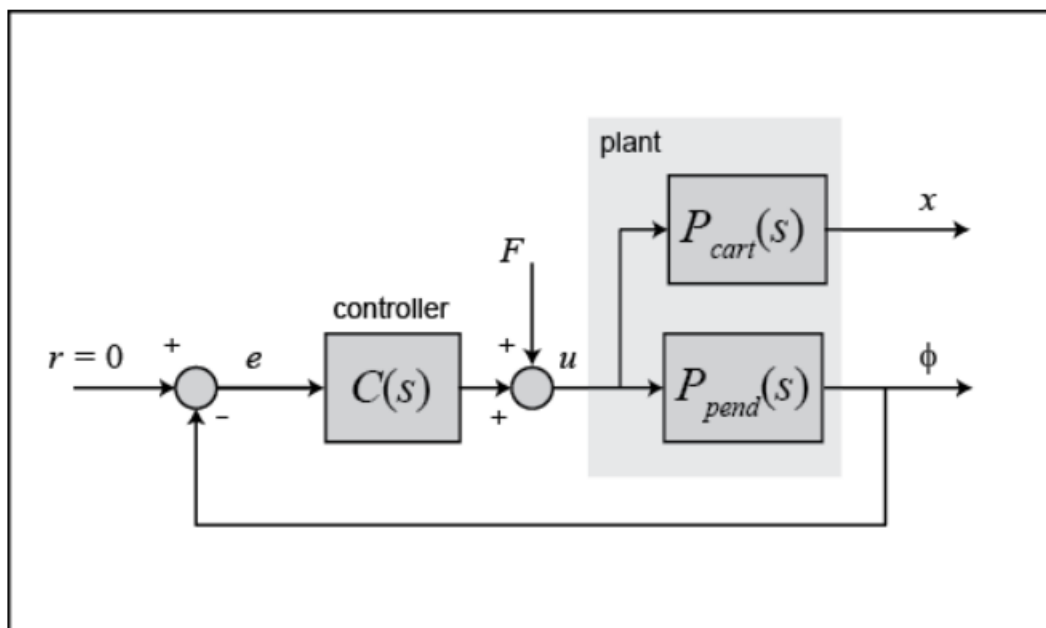 plant
P_cart(s)
x
F
controller
r = 0
+
-
e
C(s)
+
+
u
P_pend(s)
ϕ